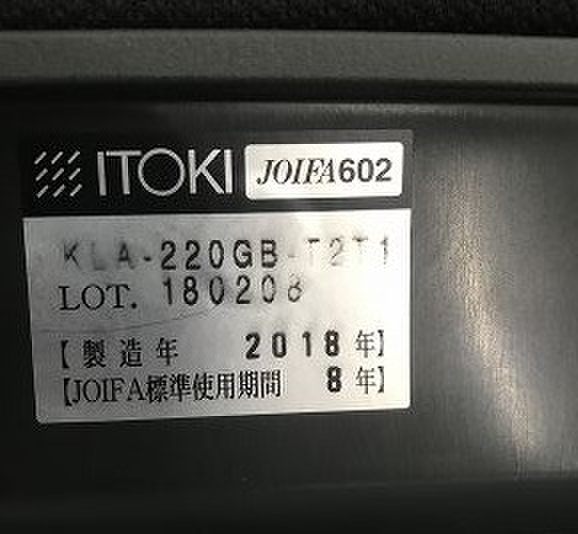 ITOKI JOIFA602
KLA-220GB-T2T1
LOT. 180208
【製造年 2018年】
【JOIFA標準使用期間 8年】